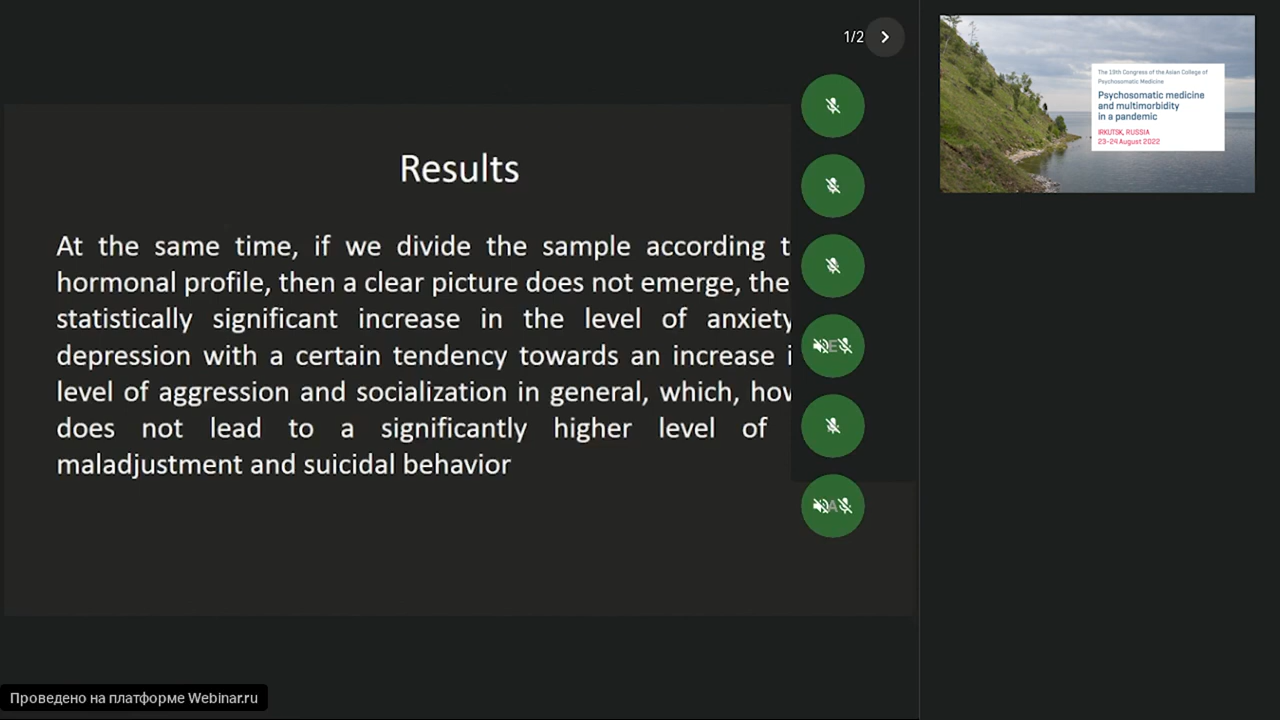 1/2
Results
At the same time, if we divide the sample according
hormonal profile, then a clear picture does not emerge,
statistically significant increase in the level of anxiety
depression with a certain tendency towards an increase
level of aggression and socialization in general, which,
does not lead to a significantly higher level of
maladjustment and suicidal behavior
E
A
The 19th Congress of the Asian College of
Psychosomatic Medicine
Psychosomatic medicine
and multimorbidity
in a pandemic
IRKUTSK, RUSSIA
23-24 August 2022
Проведено на платформе Webinar.ru